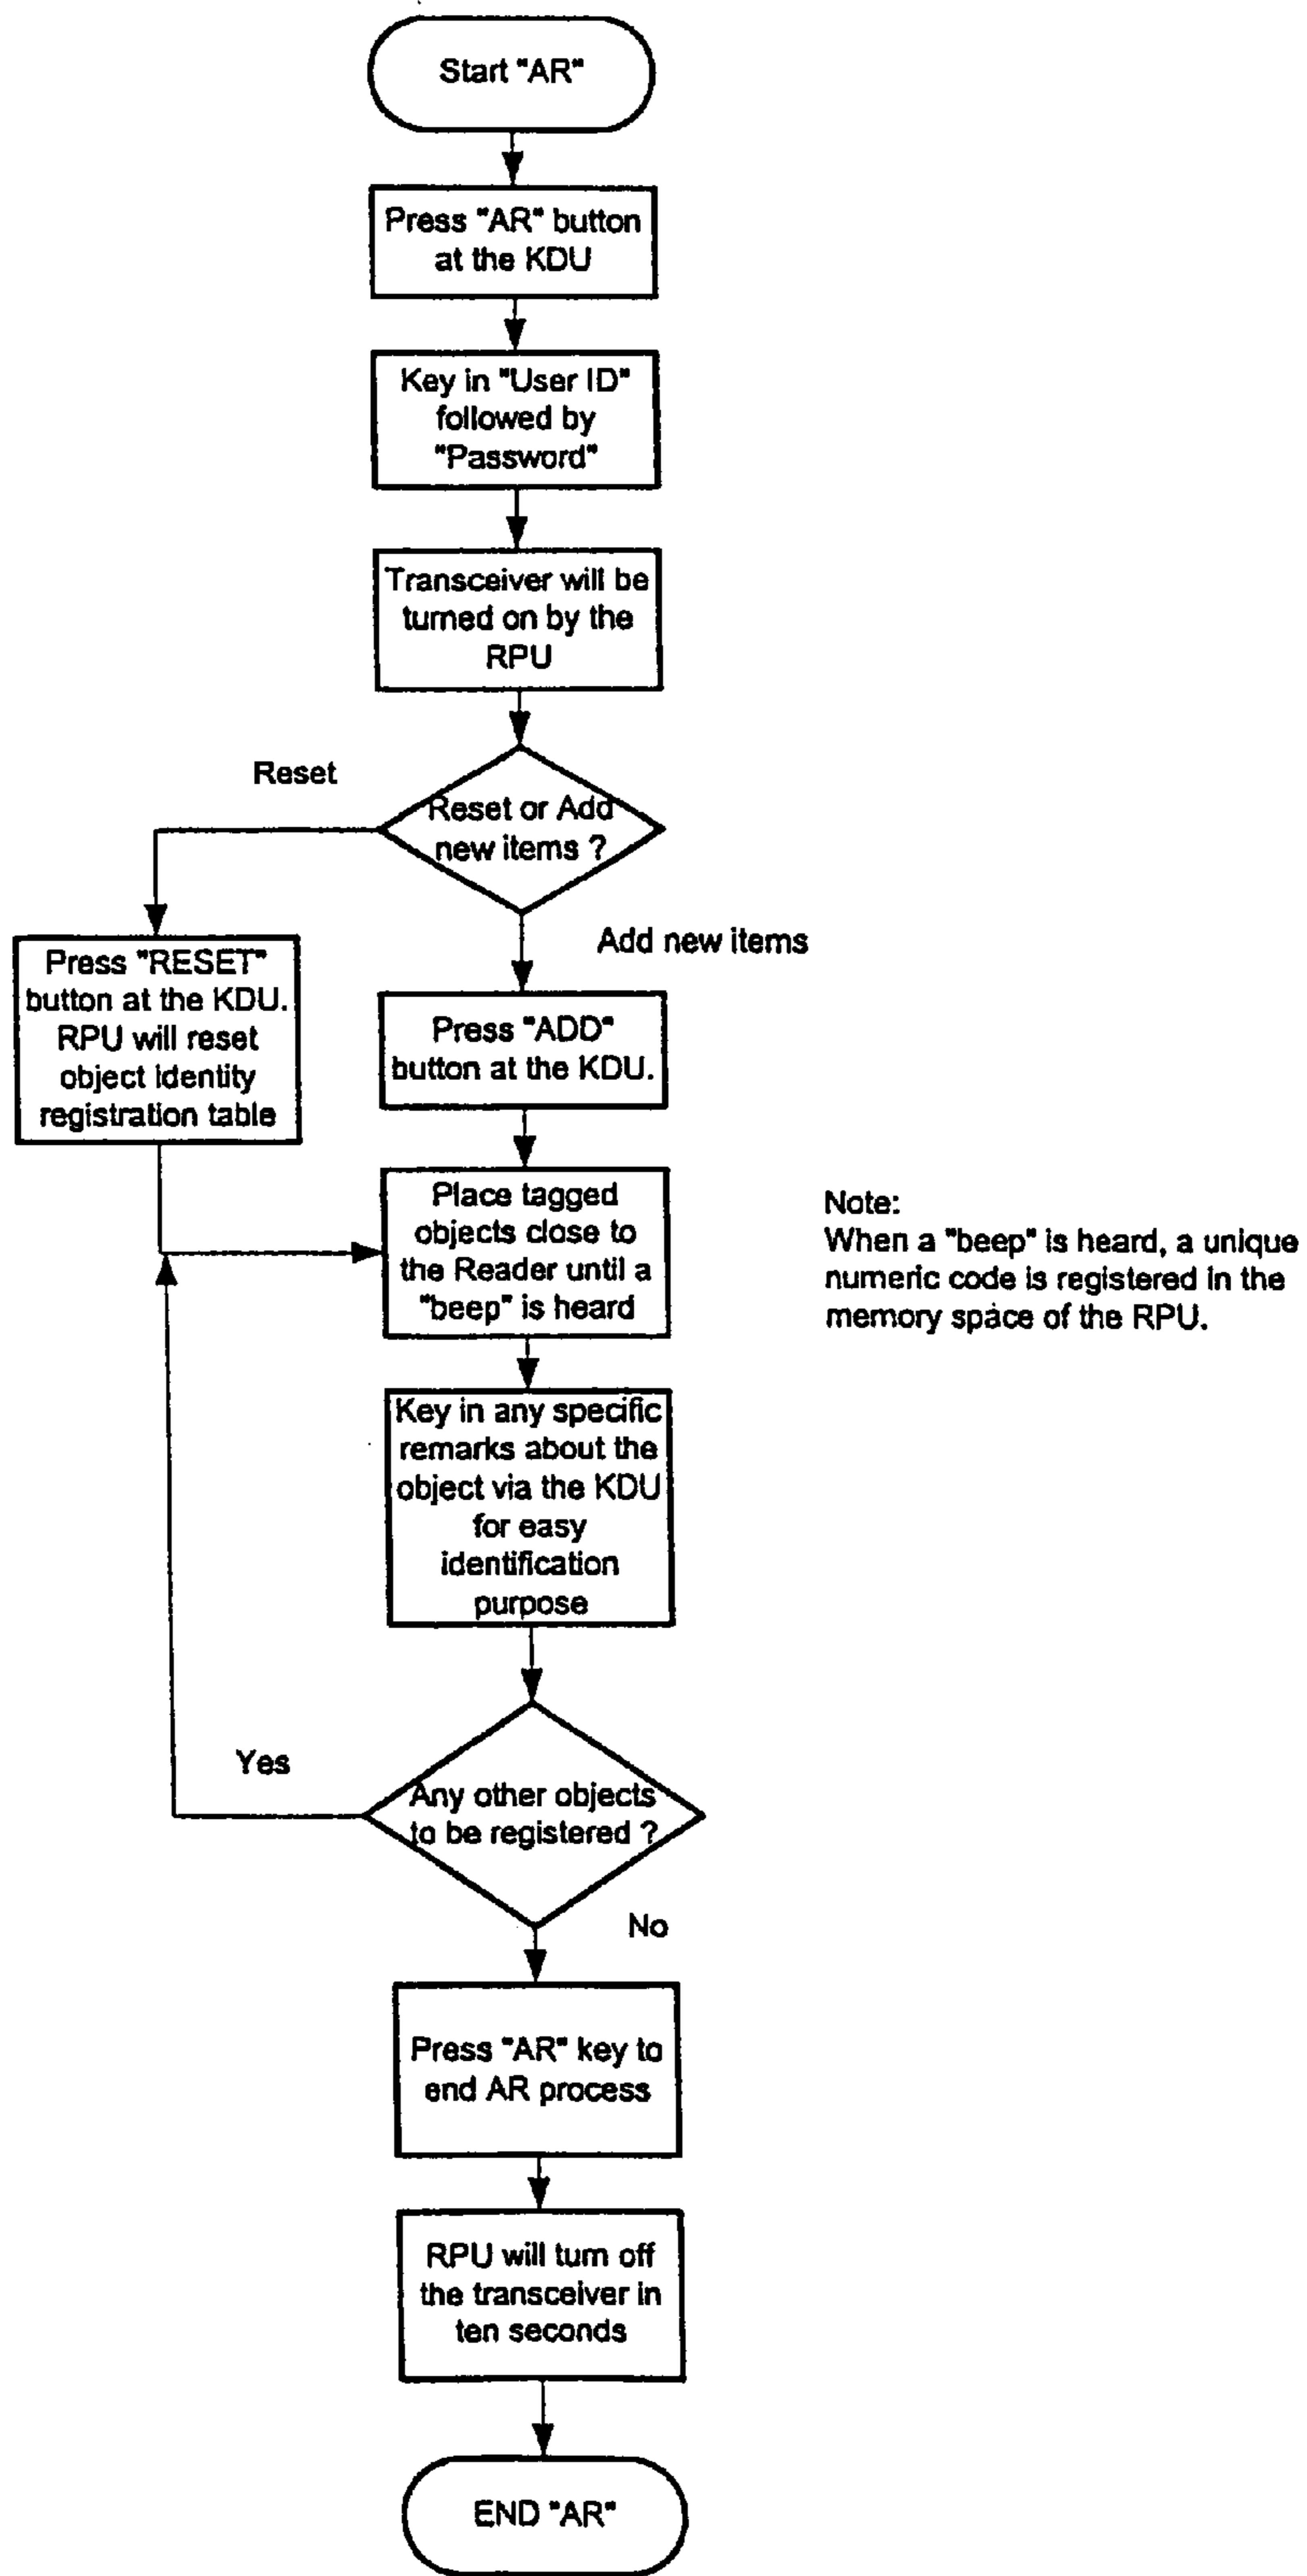 Start "AR"
Press "AR" button
at the KDU
Key in "User ID"
followed by
"Password"
Transceiver will be
turned on by the
RPU
Reset
Reset or Add
new items ?
Add new items
Press "RESET"
button at the KDU.
RPU will reset
object identity
registration table
Press "ADD"
button at the KDU.
Place tagged
objects close to
the Reader until a
"beep" is heard
Note:
When a "beep" is heard, a unique
numeric code is registered in the
memory space of the RPU.
Key in any specific
remarks about the
object via the KDU
for easy
identification
purpose
Yes
Any other objects
to be registered ?
No
Press "AR" key to
end AR process
RPU will turn off
the transceiver in
ten seconds
END "AR"